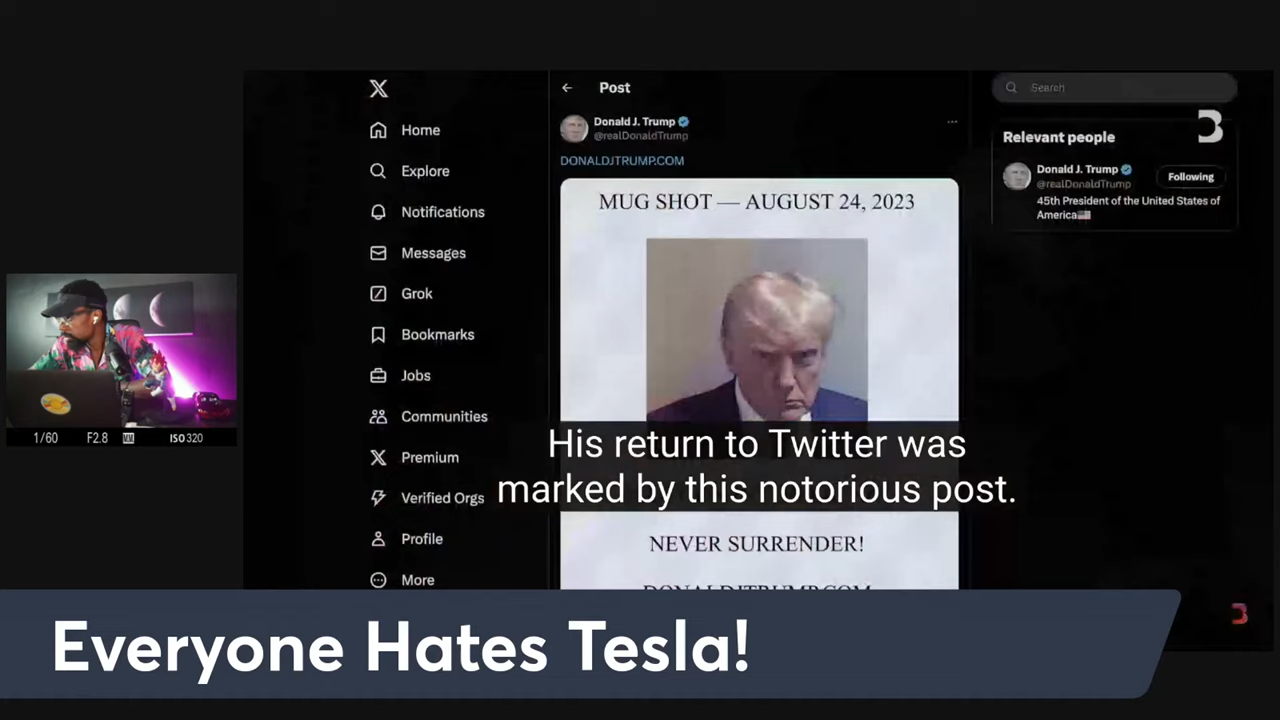 X
Home
Explore
Notifications
Messages
Grok
Bookmarks
Jobs
Communities
Premium
Verified Orgs
Profile
More
Post
Donald J. Trump
@realDonaldTrump
DONALDJTRUMP.COM
MUG SHOT — AUGUST 24, 2023
NEVER SURRENDER!
DONALDJTRUMP.COM
Search
Relevant people
Donald J. Trump
@realDonaldTrump
Following
45th President of the United States of
America
His return to Twitter was
marked by this notorious post.
1/60 F2.8 ISO 320
Everyone Hates Tesla!